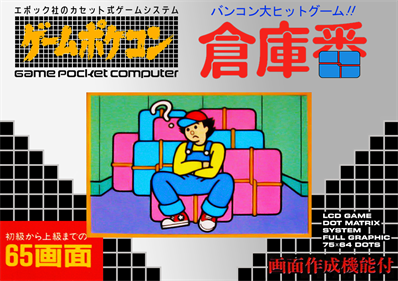 エポック社のカセット式ゲームシステム
ゲームポケコン
Game Pocket Computer
パソコン大ヒットゲーム!!
倉庫番
?
初級から上級までの
65画面
LCD GAME
DOT MATRIX
SYSTEM
FULL GRAPHIC
75×64 DOTS
画面作成機能付